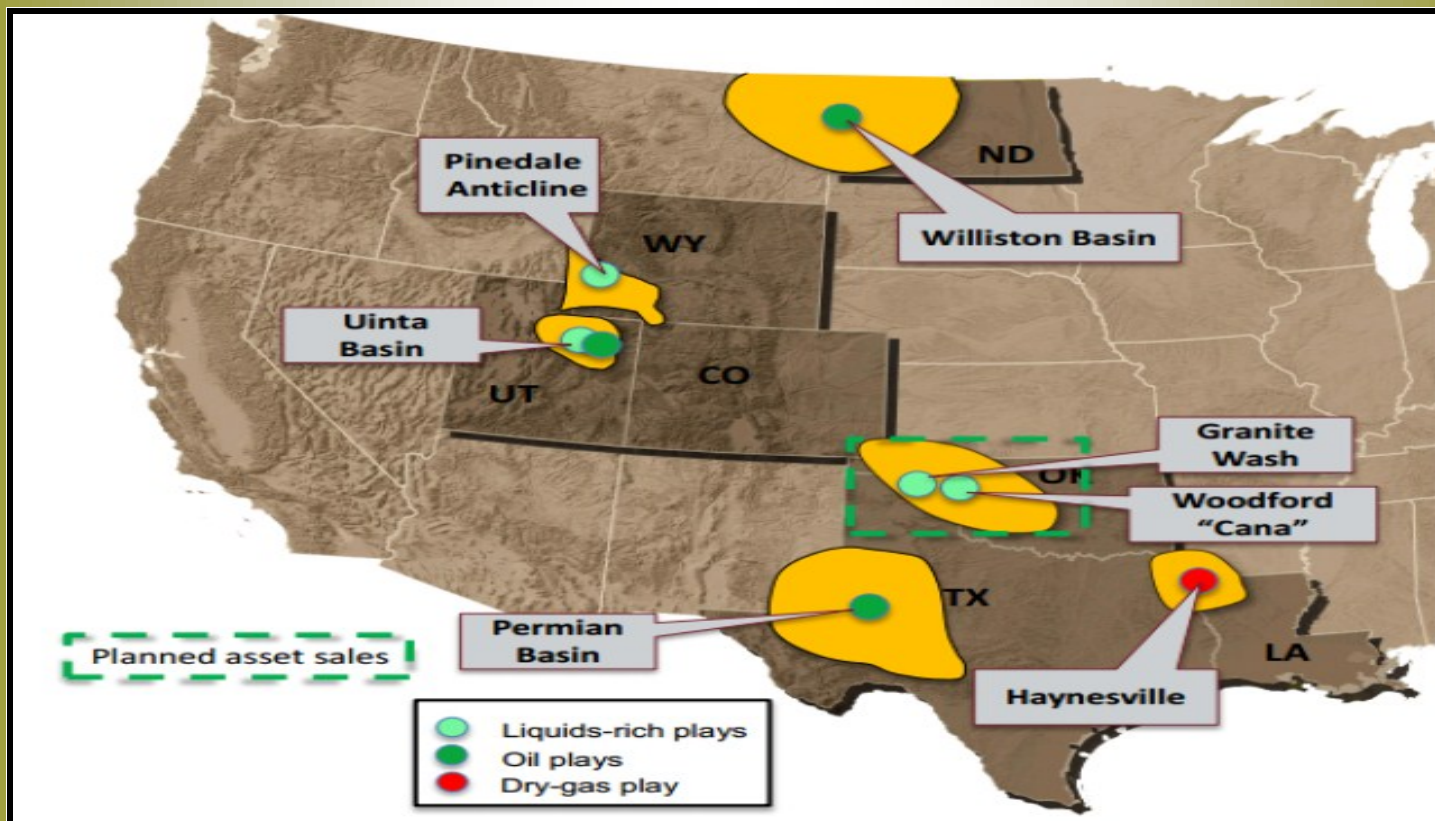 ND
Pinedale
Anticline
WY
Williston Basin
Uinta
Basin
CO
UT
Granite
Wash
OK
Woodford
“Cana”
TX
Permian
Basin
LA
Haynesville
Planned asset sales
Liquids-rich plays
Oil plays
Dry-gas play